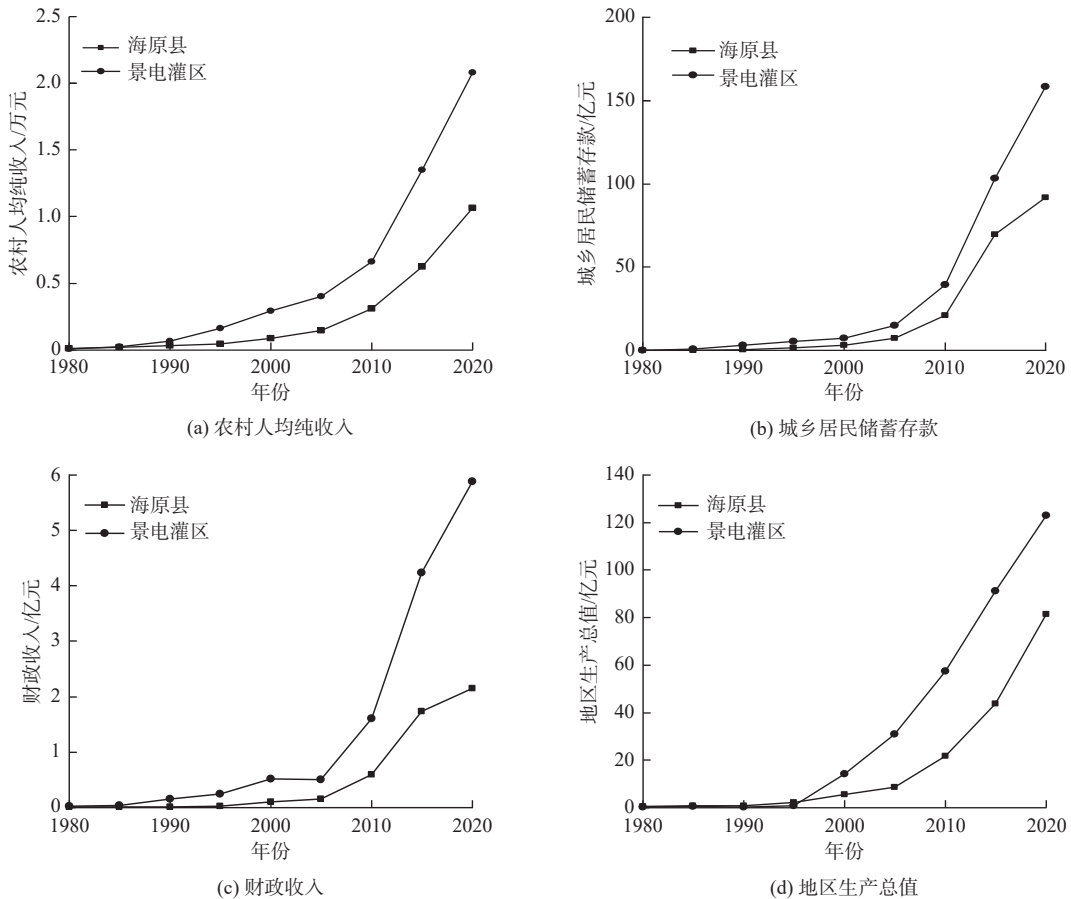 2.5
2.0
1.5
1.0
0.5
0
农村人均纯收入/万元
海原县
景电灌区
1980
1990
2000
2010
2020
年份
(a) 农村人均纯收入
200
150
100
50
0
城乡居民储蓄存款/亿元
海原县
景电灌区
1980
1990
2000
2010
2020
年份
(b) 城乡居民储蓄存款
6
5
4
3
2
1
0
财政收入/亿元
海原县
景电灌区
1980
1990
2000
2010
2020
年份
(c) 财政收入
140
120
100
80
60
40
20
0
地区生产总值/亿元
海原县
景电灌区
1980
1990
2000
2010
2020
年份
(d) 地区生产总值